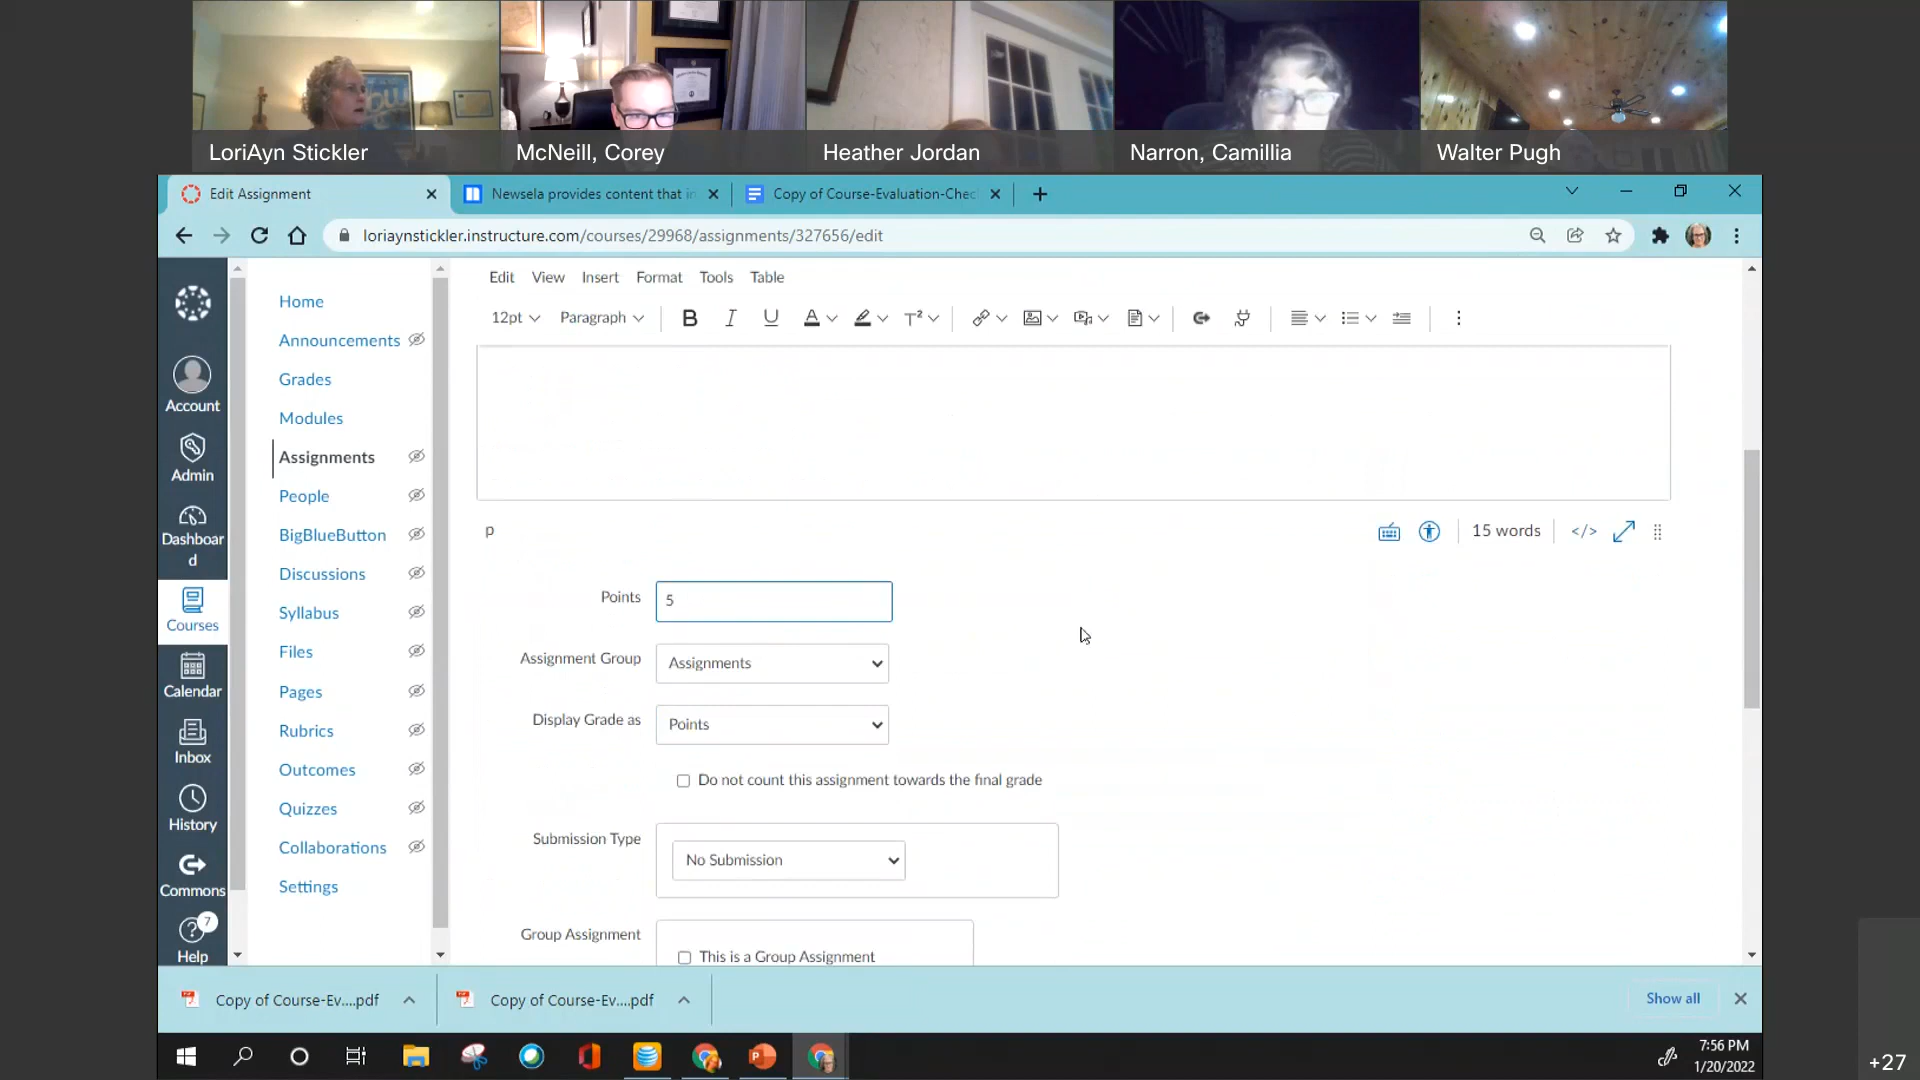 LoriAyn Stickler
McNeill, Corey
Heather Jordan
Narron, Camillia
Walter Pugh
Edit Assignment
Newsela provides content that in
Copy of Course-Evaluation-Chec
loriaynstickler.instructure.com/courses/29968/assignments/327656/edit
Edit View Insert Format Tools Table
12pt Paragraph B I U A T²
Account
Admin
Dashboar
d
Courses
Calendar
Inbox
History
Commons
7
Help
Home
Announcements
Grades
Modules
Assignments
People
BigBlueButton
Discussions
Syllabus
Files
Pages
Rubrics
Outcomes
Quizzes
Collaborations
Settings
p
15 words </>
Points 5
Assignment Group Assignments
Display Grade as Points
Do not count this assignment towards the final grade
Submission Type No Submission
Group Assignment This is a Group Assignment
Copy of Course-Ev....pdf
Copy of Course-Ev....pdf
Show all
7:56 PM
1/20/2022
+27